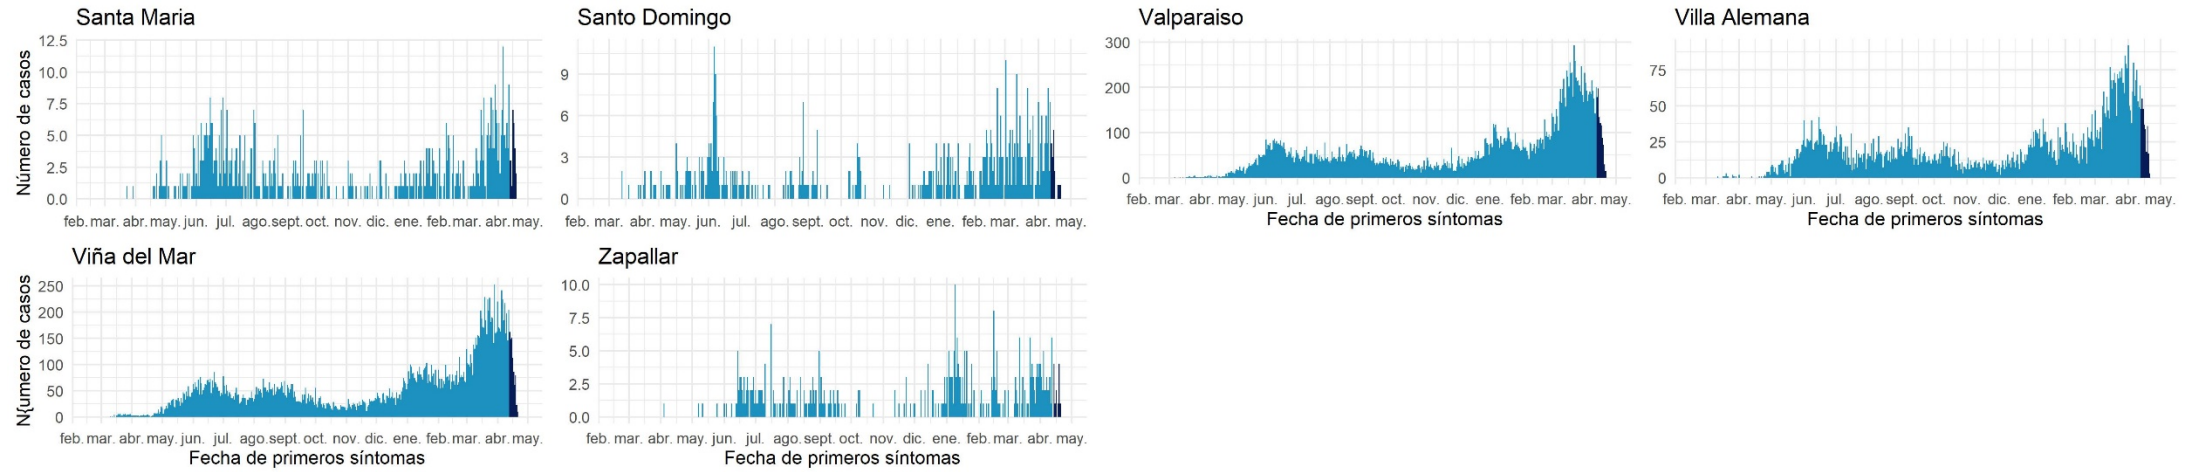 Santa Maria
Número de casos
12.5
10.0
7.5
5.0
2.5
0.0
feb. mar. abr. may. jun. jul. ago. sept. oct. nov. dic. ene. feb. mar. abr. may.
Santo Domingo
9
6
3
0
feb. mar. abr. may. jun. jul. ago. sept. oct. nov. dic. ene. feb. mar. abr. may.
Valparaiso
300
200
100
0
feb. mar. abr. may. jun. jul. ago. sept. oct. nov. dic. ene. feb. mar. abr. may.
Fecha de primeros síntomas
Villa Alemana
75
50
25
0
feb. mar. abr. may. jun. jul. ago. sept. oct. nov. dic. ene. feb. mar. abr. may.
Fecha de primeros síntomas
Viña del Mar
N{umero de casos
250
200
150
100
50
0
feb. mar. abr. may. jun. jul. ago. sept. oct. nov. dic. ene. feb. mar. abr. may.
Fecha de primeros síntomas
Zapallar
10.0
7.5
5.0
2.5
0.0
feb. mar. abr. may. jun. jul. ago. sept. oct. nov. dic. ene. feb. mar. abr. may.
Fecha de primeros síntomas